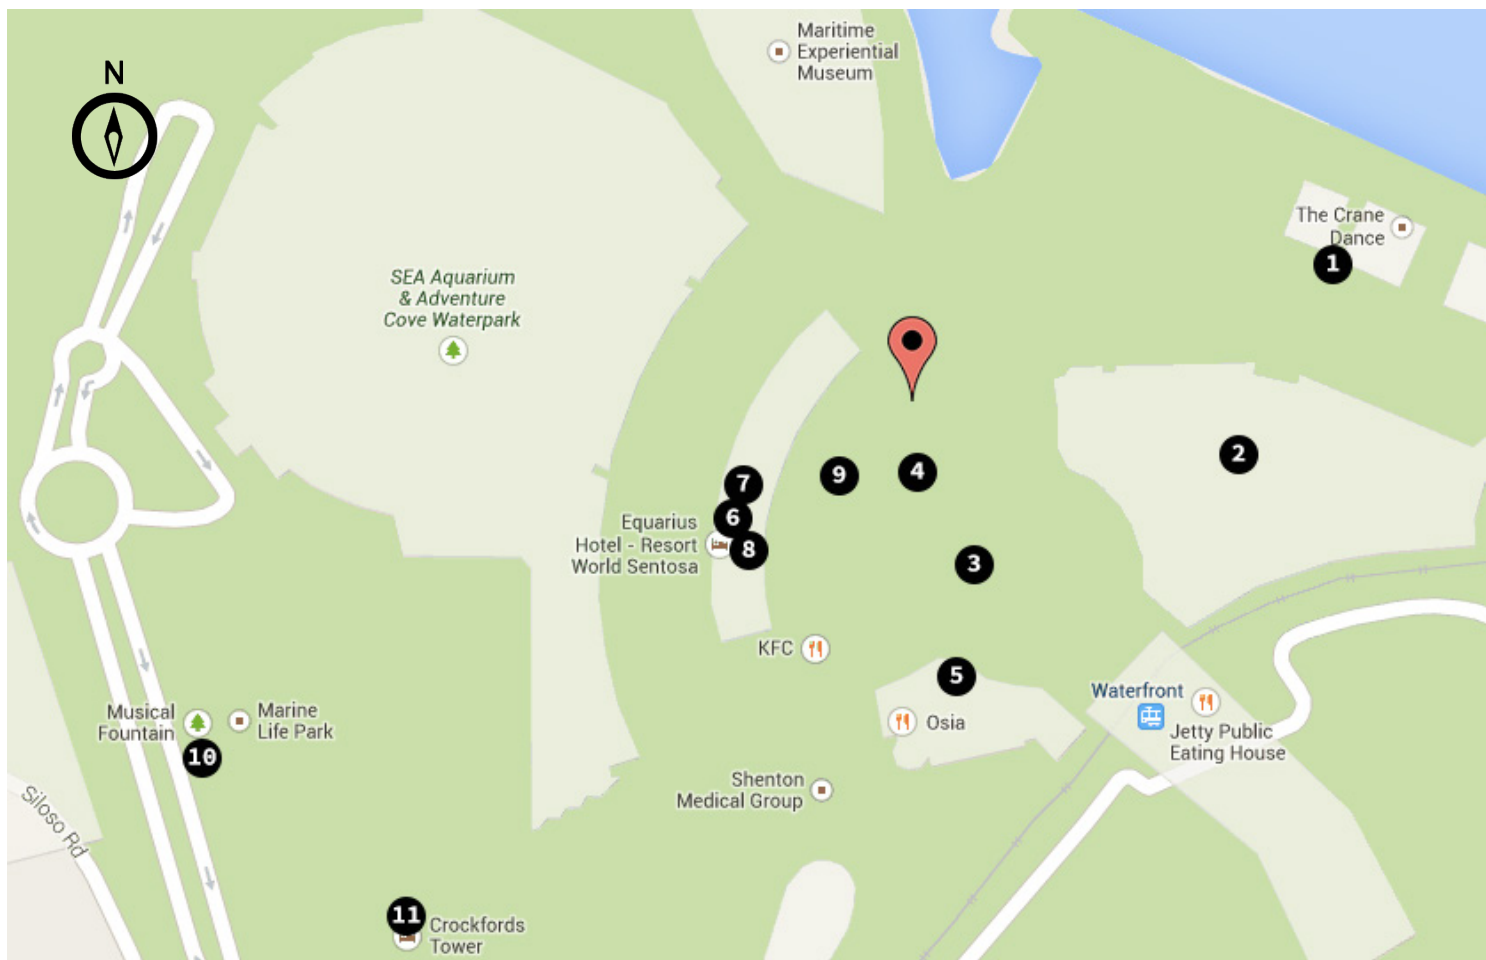 Maritime
Experiential
Museum
N
The Crane
Dance
1
SEA Aquarium
& Adventure
Cove Waterpark
2
7
9
4
6
Equarius
Hotel - Resort
World Sentosa
8
3
KFC
5
Osia
Waterfront
Jetty Public
Eating House
Musical
Fountain
Marine
Life Park
10
Shenton
Medical Group
Siloso Rd
11
Crockfords
Tower